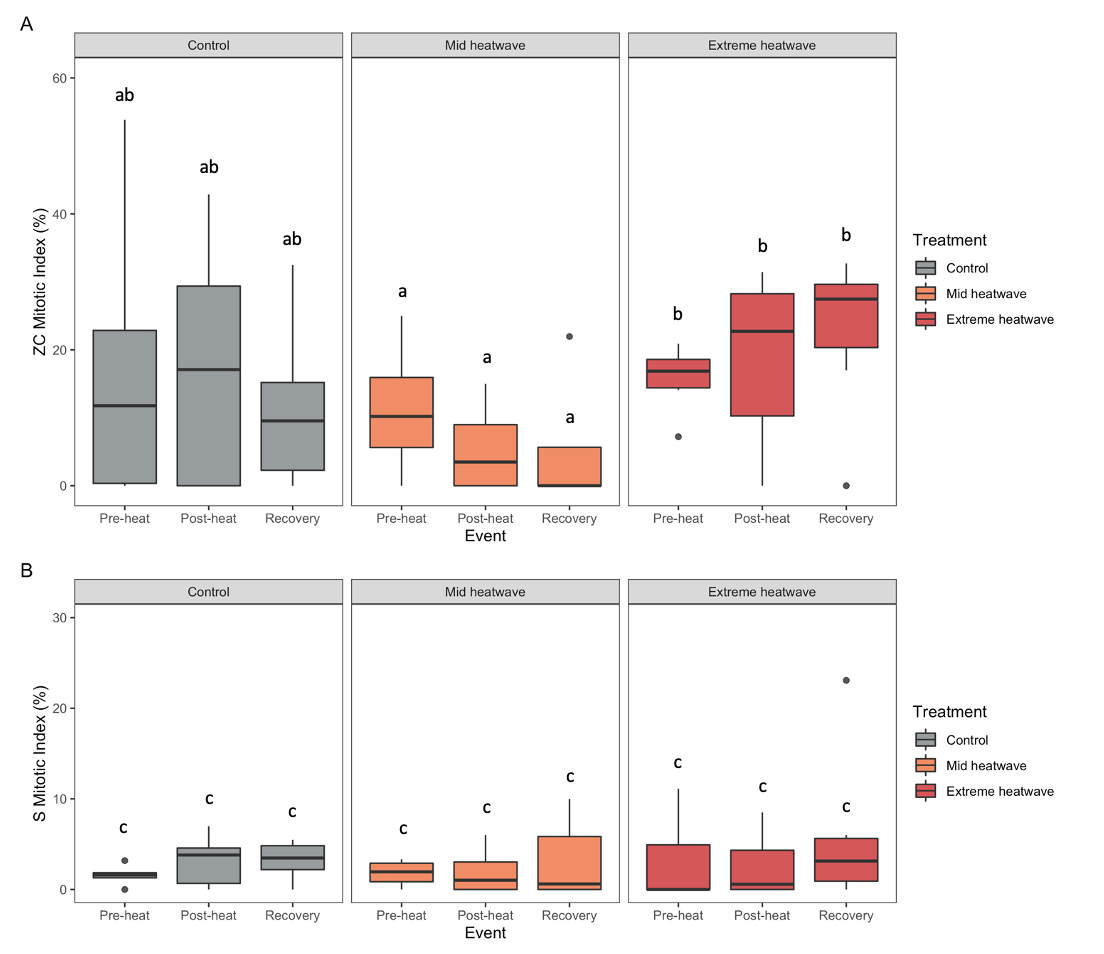 A
Control
Mid heatwave
Extreme heatwave
ZC Mitotic Index (%)
60
40
20
0
ab
ab
ab
a
a
a
b
b
b
Pre-heat
Post-heat
Recovery
Pre-heat
Post-heat
Recovery
Pre-heat
Post-heat
Recovery
Event
Treatment
Control
Mid heatwave
Extreme heatwave
B
Control
Mid heatwave
Extreme heatwave
S Mitotic Index (%)
30
20
10
0
c
c
c
c
c
c
c
c
c
Pre-heat
Post-heat
Recovery
Pre-heat
Post-heat
Recovery
Pre-heat
Post-heat
Recovery
Event
Treatment
Control
Mid heatwave
Extreme heatwave